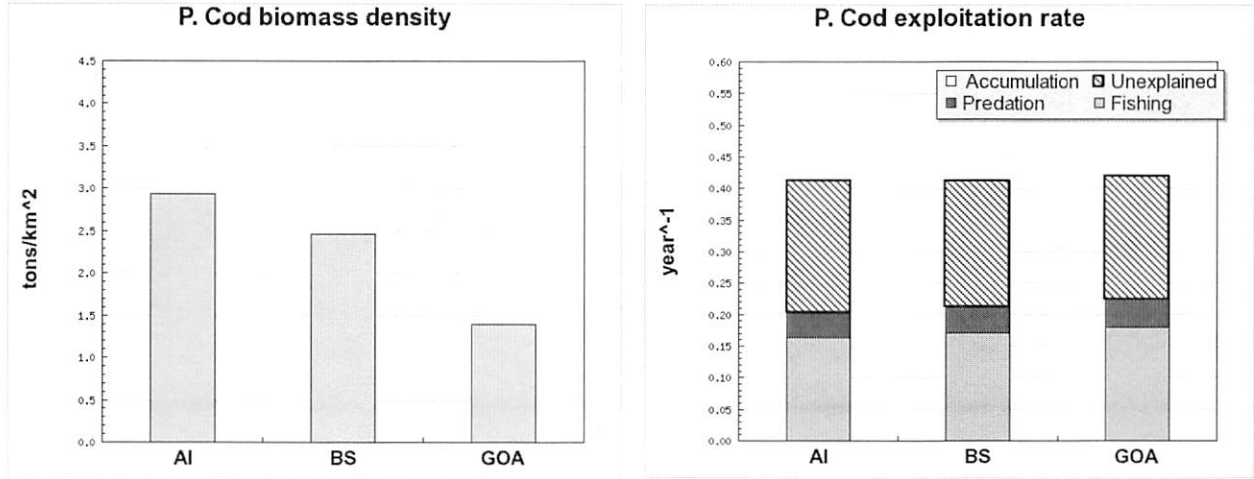 P. Cod biomass density
tons/km^2
4.5
4.0
3.5
3.0
2.5
2.0
1.5
1.0
0.5
0.0
AI BS GOA
P. Cod exploitation rate
Accumulation Unexplained
Predation Fishing
year^-1
0.60
0.55
0.50
0.45
0.40
0.35
0.30
0.25
0.20
0.15
0.10
0.05
0.00
AI BS GOA